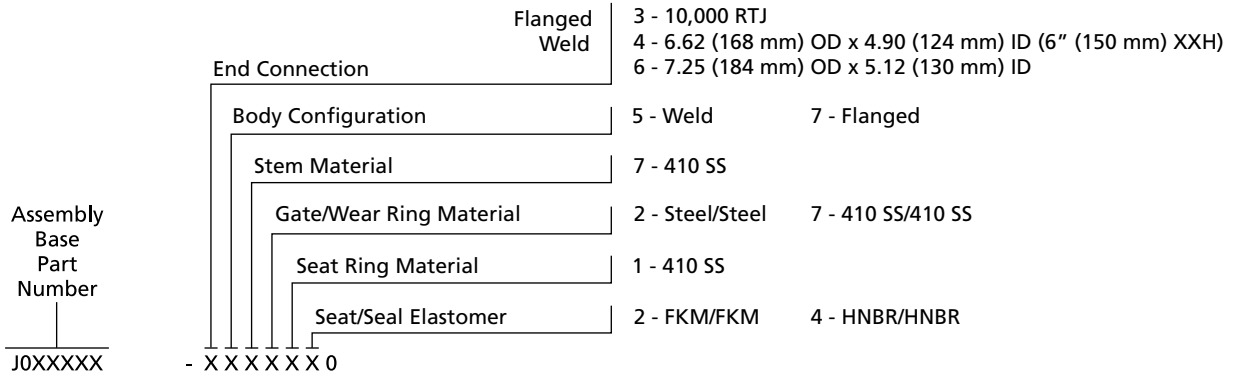 Flanged 3 - 10,000 RTJ
Weld 4 - 6.62 (168 mm) OD x 4.90 (124 mm) ID (6” (150 mm) XXH)
6 - 7.25 (184 mm) OD x 5.12 (130 mm) ID
End Connection
Body Configuration 5 - Weld 7 - Flanged
Stem Material 7 - 410 SS
Gate/Wear Ring Material 2 - Steel/Steel 7 - 410 SS/410 SS
Seat Ring Material 1 - 410 SS
Seat/Seal Elastomer 2 - FKM/FKM 4 - HNBR/HNBR
Assembly
Base
Part
Number
J0XXXXX - X X X X X X 0